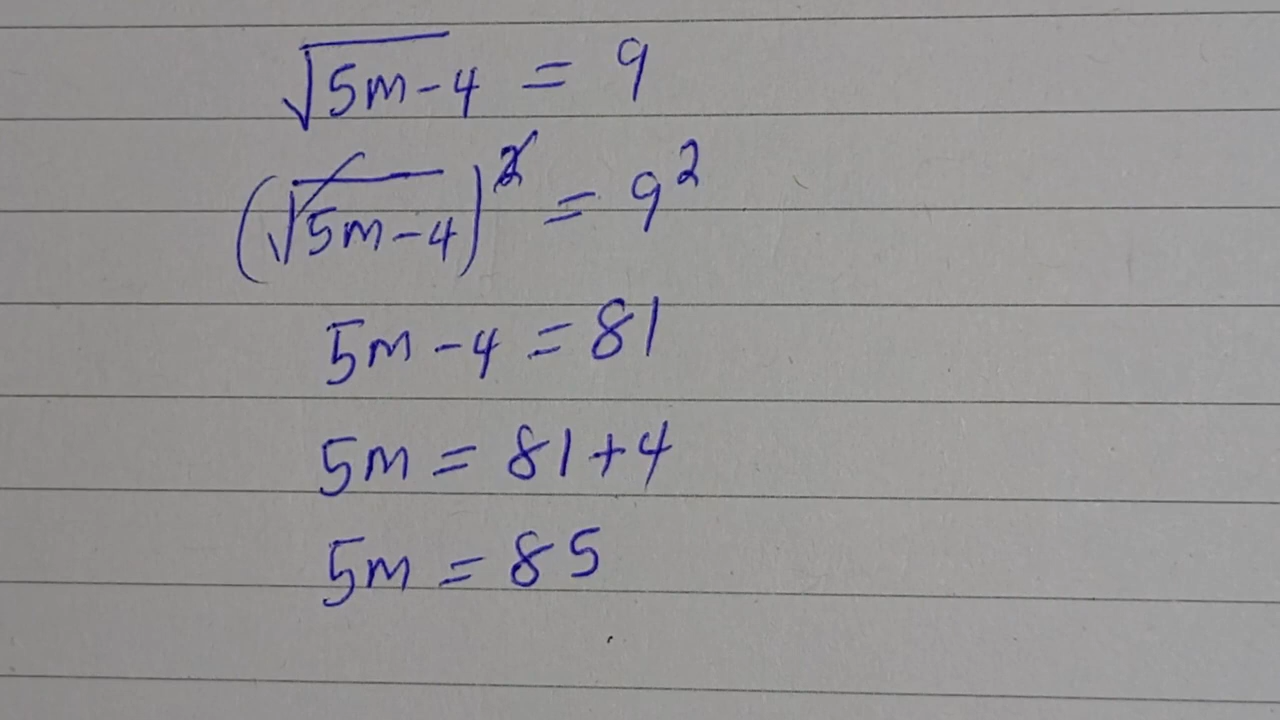 √5m-4 = 9
(√5m-4)² = 9²
5m - 4 = 81
5m = 81+4
5m = 85